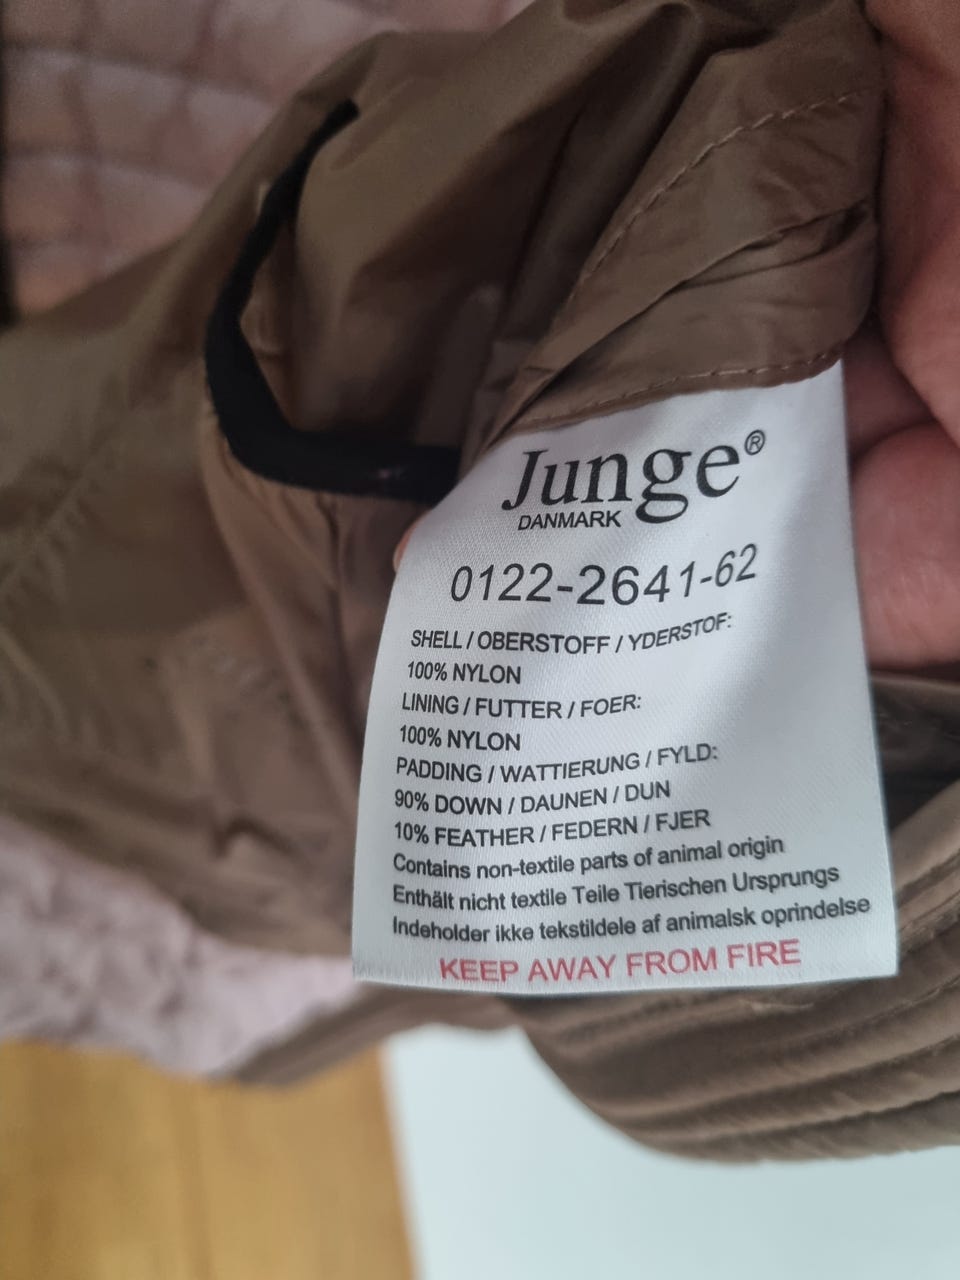 Junge®
DANMARK
0122-2641-62
SHELL / OBERSTOFF / YDERSTOF:
100% NYLON
LINING / FUTTER / FOER:
100% NYLON
PADDING / WATTIERUNG / FYLD:
90% DOWN / DAUNEN / DUN
10% FEATHER / FEDERN / FJER
Contains non-textile parts of animal origin
Enthält nicht textile Teile Tierischen Ursprungs
Indeholder ikke tekstildele af animalsk oprindelse
KEEP AWAY FROM FIRE